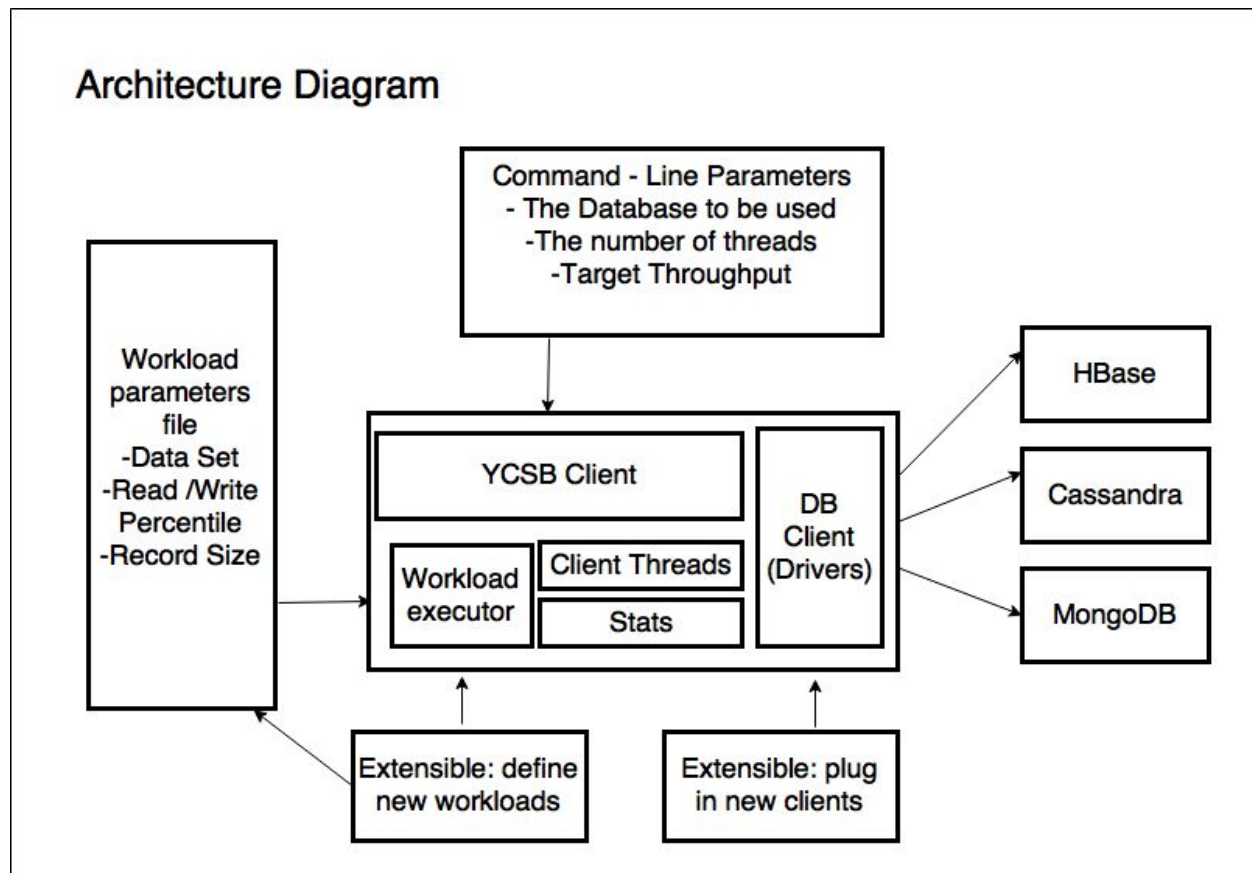 Architecture Diagram
Command - Line Parameters
- The Database to be used
-The number of threads
-Target Throughput
Workload
parameters
file
-Data Set
-Read /Write
Percentile
-Record Size
YCSB Client
Workload
executor
Client Threads
Stats
DB
Client
(Drivers)
HBase
Cassandra
MongoDB
Extensible: define
new workloads
Extensible: plug
in new clients